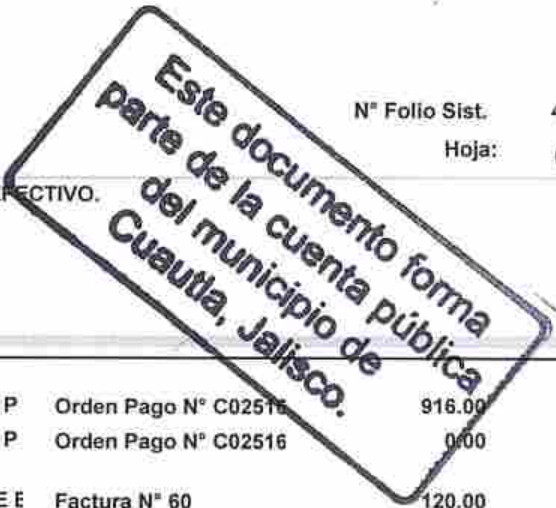 N° Folio Sist.
Hoja:
EFECTIVO.
Este documento forma
parte de la cuenta pública
del municipio de
Cuautla, Jalisco.
P Orden Pago N° C02516 916.00
P Orden Pago N° C02516 0.00
E E Factura N° 60 120.00